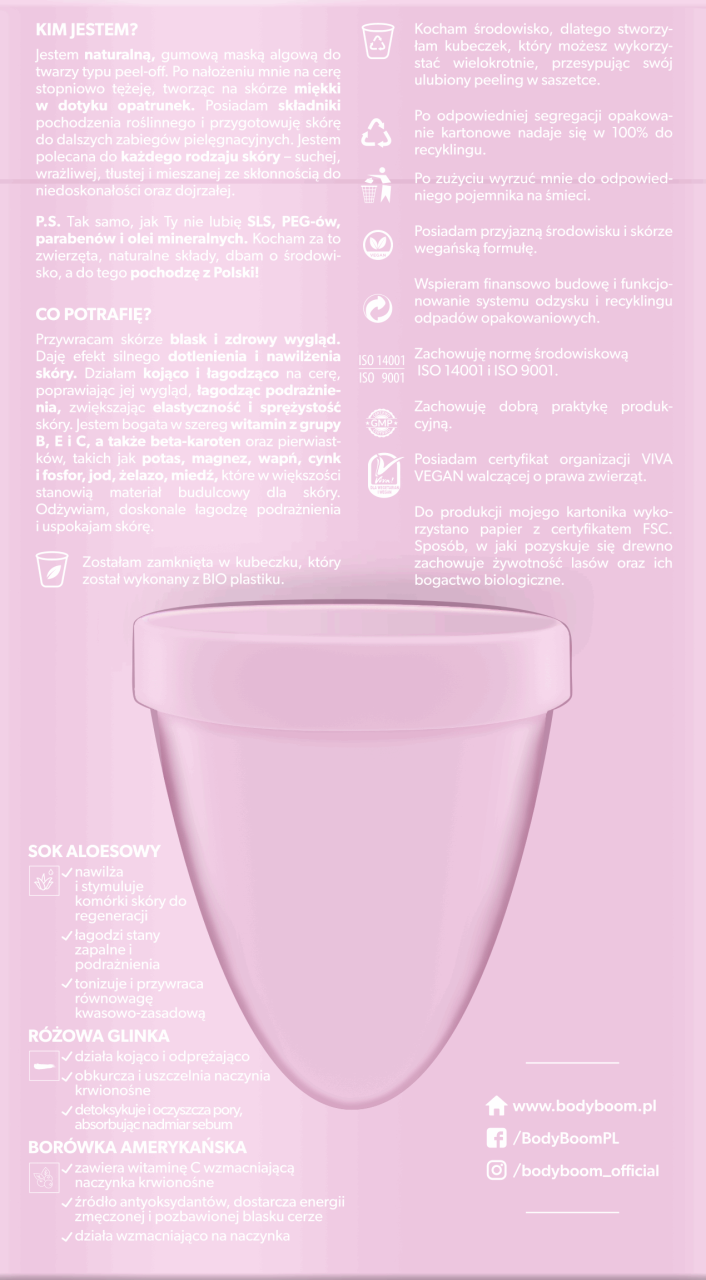 KIM JESTEM?
Jestem naturalną, gumową maską algową do
twarzy typu peel-off. Po nałożeniu mnie na cerę
stopniowo tężeję, tworząc na skórze miękki
w dotyku opatrunek. Posiadam składniki
pochodzenia roślinnego i przygotowuję skórę
do dalszych zabiegów pielęgnacyjnych. Jestem
polecana do każdego rodzaju skóry – suchej,
wrażliwej, tłustej i mieszanej ze skłonnością do
niedoskonałości oraz dojrzałej.
P.S. Tak samo, jak Ty nie lubię SLS, PEG-ów,
parabenów i olei mineralnych. Kocham za to
zwierzęta, naturalne składy, dbam o środowi-
sko, a do tego pochodzę z Polski!
CO POTRAFIĘ?
Przywracam skórze blask i zdrowy wygląd.
Daję efekt silnego dotlenienia i nawilżenia
skóry. Działam kojąco i łagodząco na cerę,
poprawiając jej wygląd, łagodząc podrażnie-
nia, zwiększając elastyczność i sprężystość
skóry. Jestem bogata w szereg witamin z grupy
B, E i C, a także beta-karoten oraz pierwiast-
ków, takich jak potas, magnez, wapń, cynk
i fosfor, jod, żelazo, miedź, które w większości
stanowią materiał budulcowy dla skóry.
Odżywiam, doskonale łagodzę podrażnienia
i uspokajam skórę.
Zostałam zamknięta w kubeczku, który
został wykonany z BIO plastiku.
Kocham środowisko, dlatego stworzy-
łam kubeczek, który możesz wykorzy-
stać wielokrotnie, przesypując swój
ulubiony peeling w saszetce.
Po odpowiedniej segregacji opakowa-
nie kartonowe nadaje się w 100% do
recyklingu.
Po zużyciu wyrzuć mnie do odpowied-
niego pojemnika na śmieci.
Posiadam przyjazną środowisku i skórze
wegańską formułę.
Wspieram finansowo budowę i funkcjo-
nowanie systemu odzysku i recyklingu
odpadów opakowaniowych.
ISO 14001
ISO 9001
Zachowuję normę środowiskową
ISO 14001 i ISO 9001.
GMP
Zachowuję dobrą praktykę produk-
cyjną.
Posiadam certyfikat organizacji VIVA
VEGAN walczącej o prawa zwierząt.
Do produkcji mojego kartonika wyko-
rzystano papier z certyfikatem FSC.
Sposób, w jaki pozyskuje się drewno
zachowuje żywotność lasów oraz ich
bogactwo biologiczne.
SOK ALOESOWY
nawilża
i stymuluje
komórki skóry do
regeneracji
łagodzi stany
zapalne i
podrażnienia
tonizuje i przywraca
równowagę
kwasowo-zasadową
RÓŻOWA GLINKA
działa kojąco i odprężająco
obkurcza i uszczelnia naczynia
krwionośne
detoksykuje i oczyszcza pory,
absorbując nadmiar sebum
BORÓWKA AMERYKAŃSKA
zawiera witaminę C wzmacniającą
naczynka krwionośne
źródło antyoksydantów, dostarcza energii
zmęczonej i pozbawionej blasku cerze
działa wzmacniająco na naczynka
www.bodyboom.pl
/BodyBoomPL
/bodyboom_official